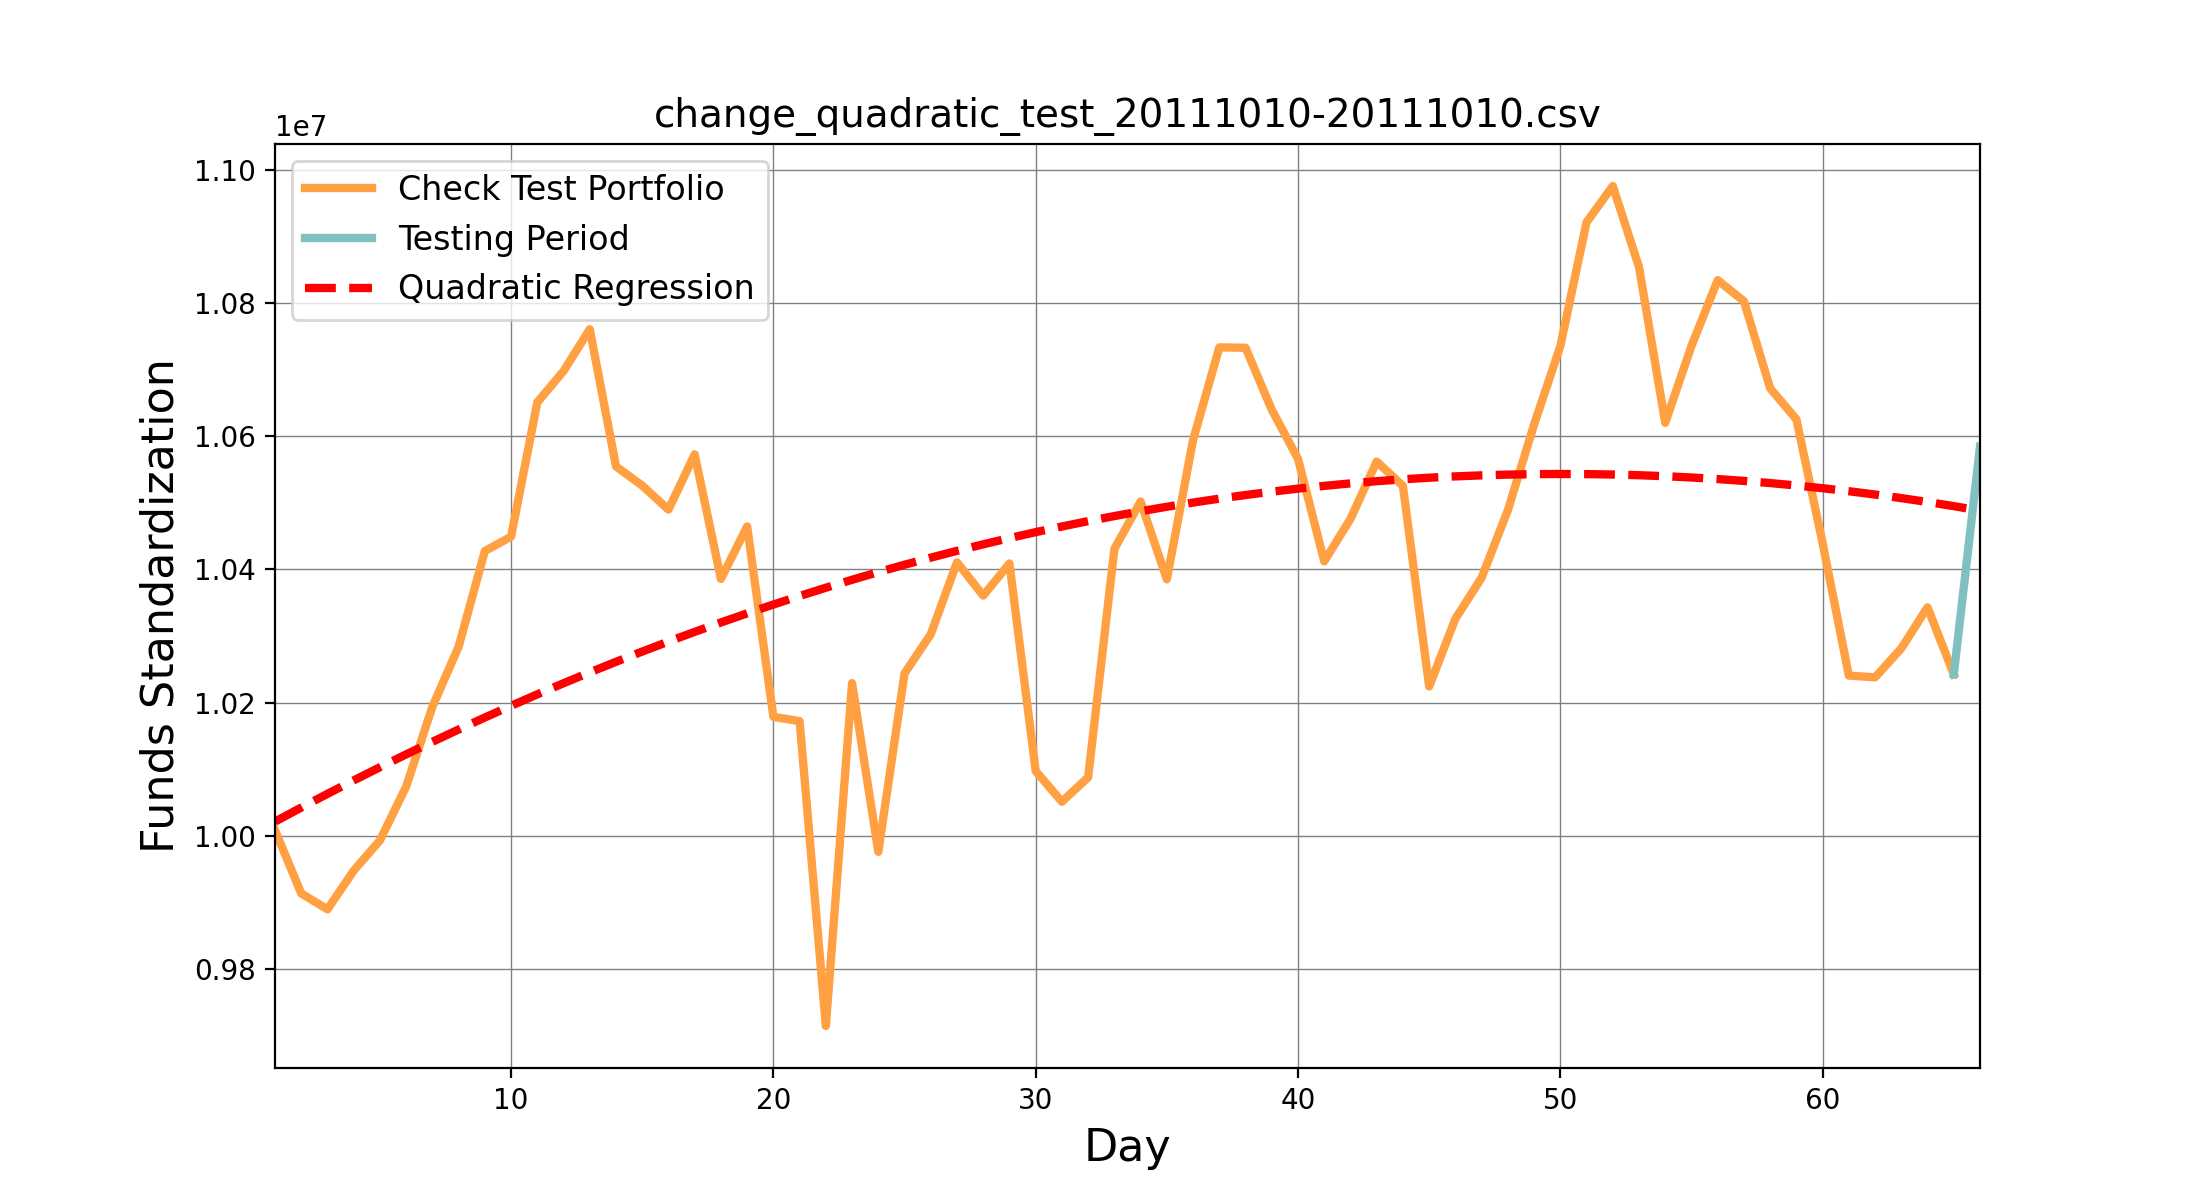 change_quadratic_test_20111010-20111010.csv
1e7
Check Test Portfolio
Testing Period
Quadratic Regression
1.10
1.08
1.06
1.04
1.02
1.00
0.98
Funds Standardization
10 20 30 40 50 60
Day